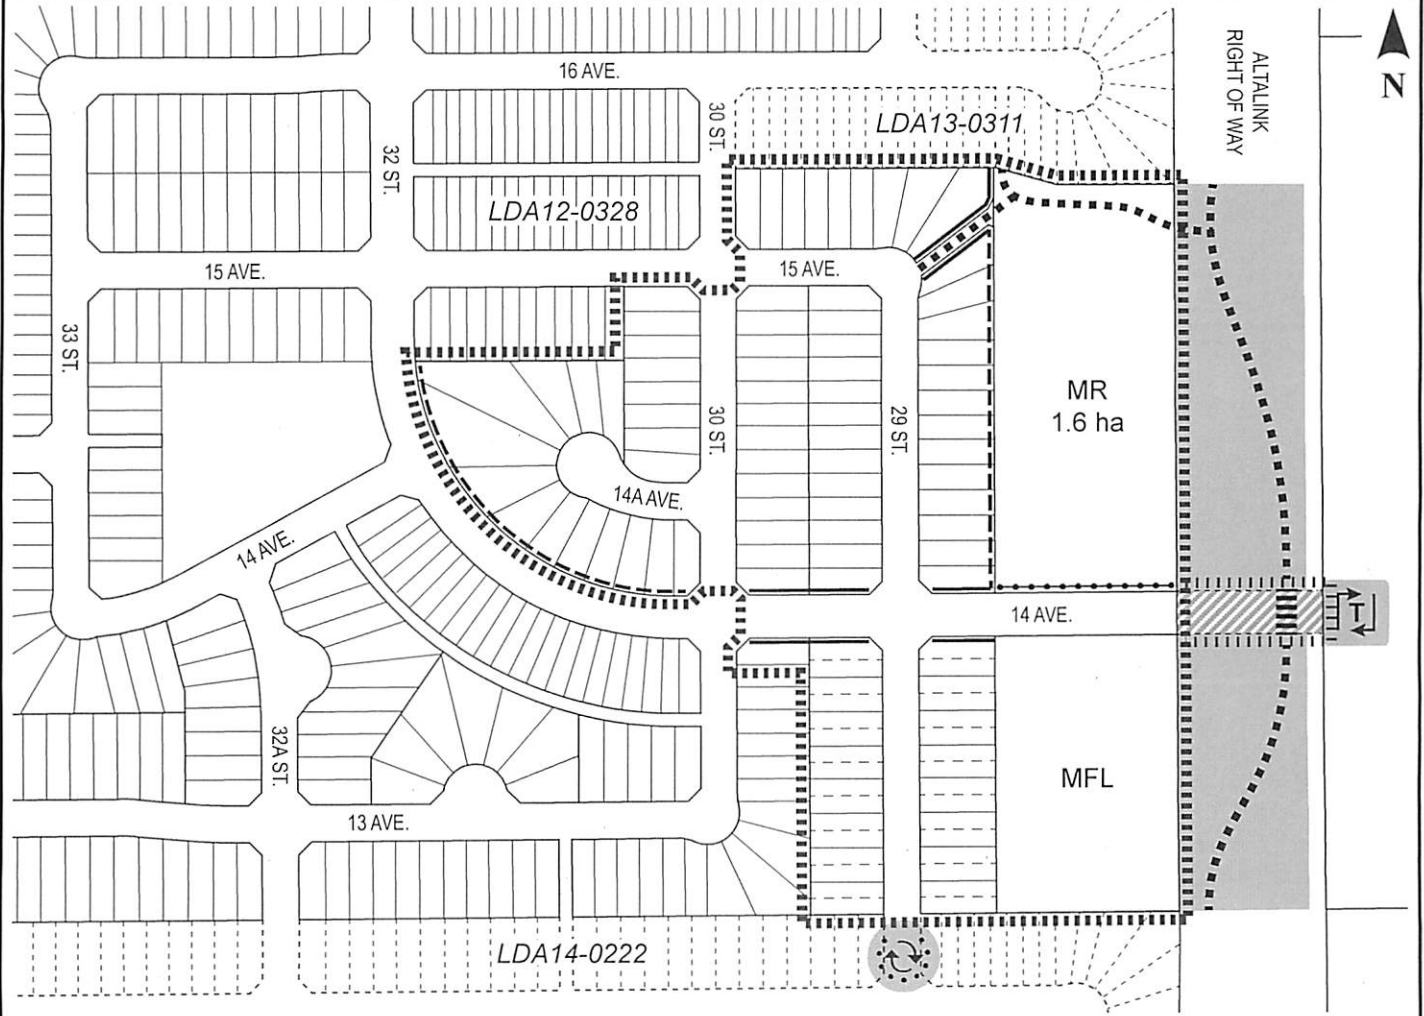 16 AVE.
30 ST.
LDA13-0311
ALTALINK
RIGHT OF WAY
N
32 ST.
LDA12-0328
15 AVE.
15 AVE.
33 ST.
MR
1.6 ha
30 ST.
29 ST.
14A AVE.
14 AVE.
14 AVE.
T
32A ST.
MFL
13 AVE.
LDA14-0222